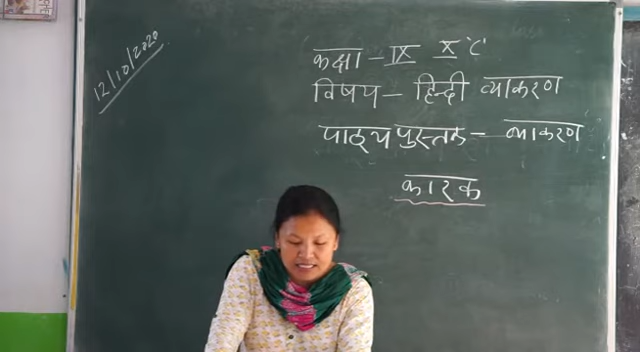 12/10/2020
कक्षा – IX X 'C'
विषय – हिन्दी व्याकरण
पाठ्यपुस्तक – व्याकरण
कारक